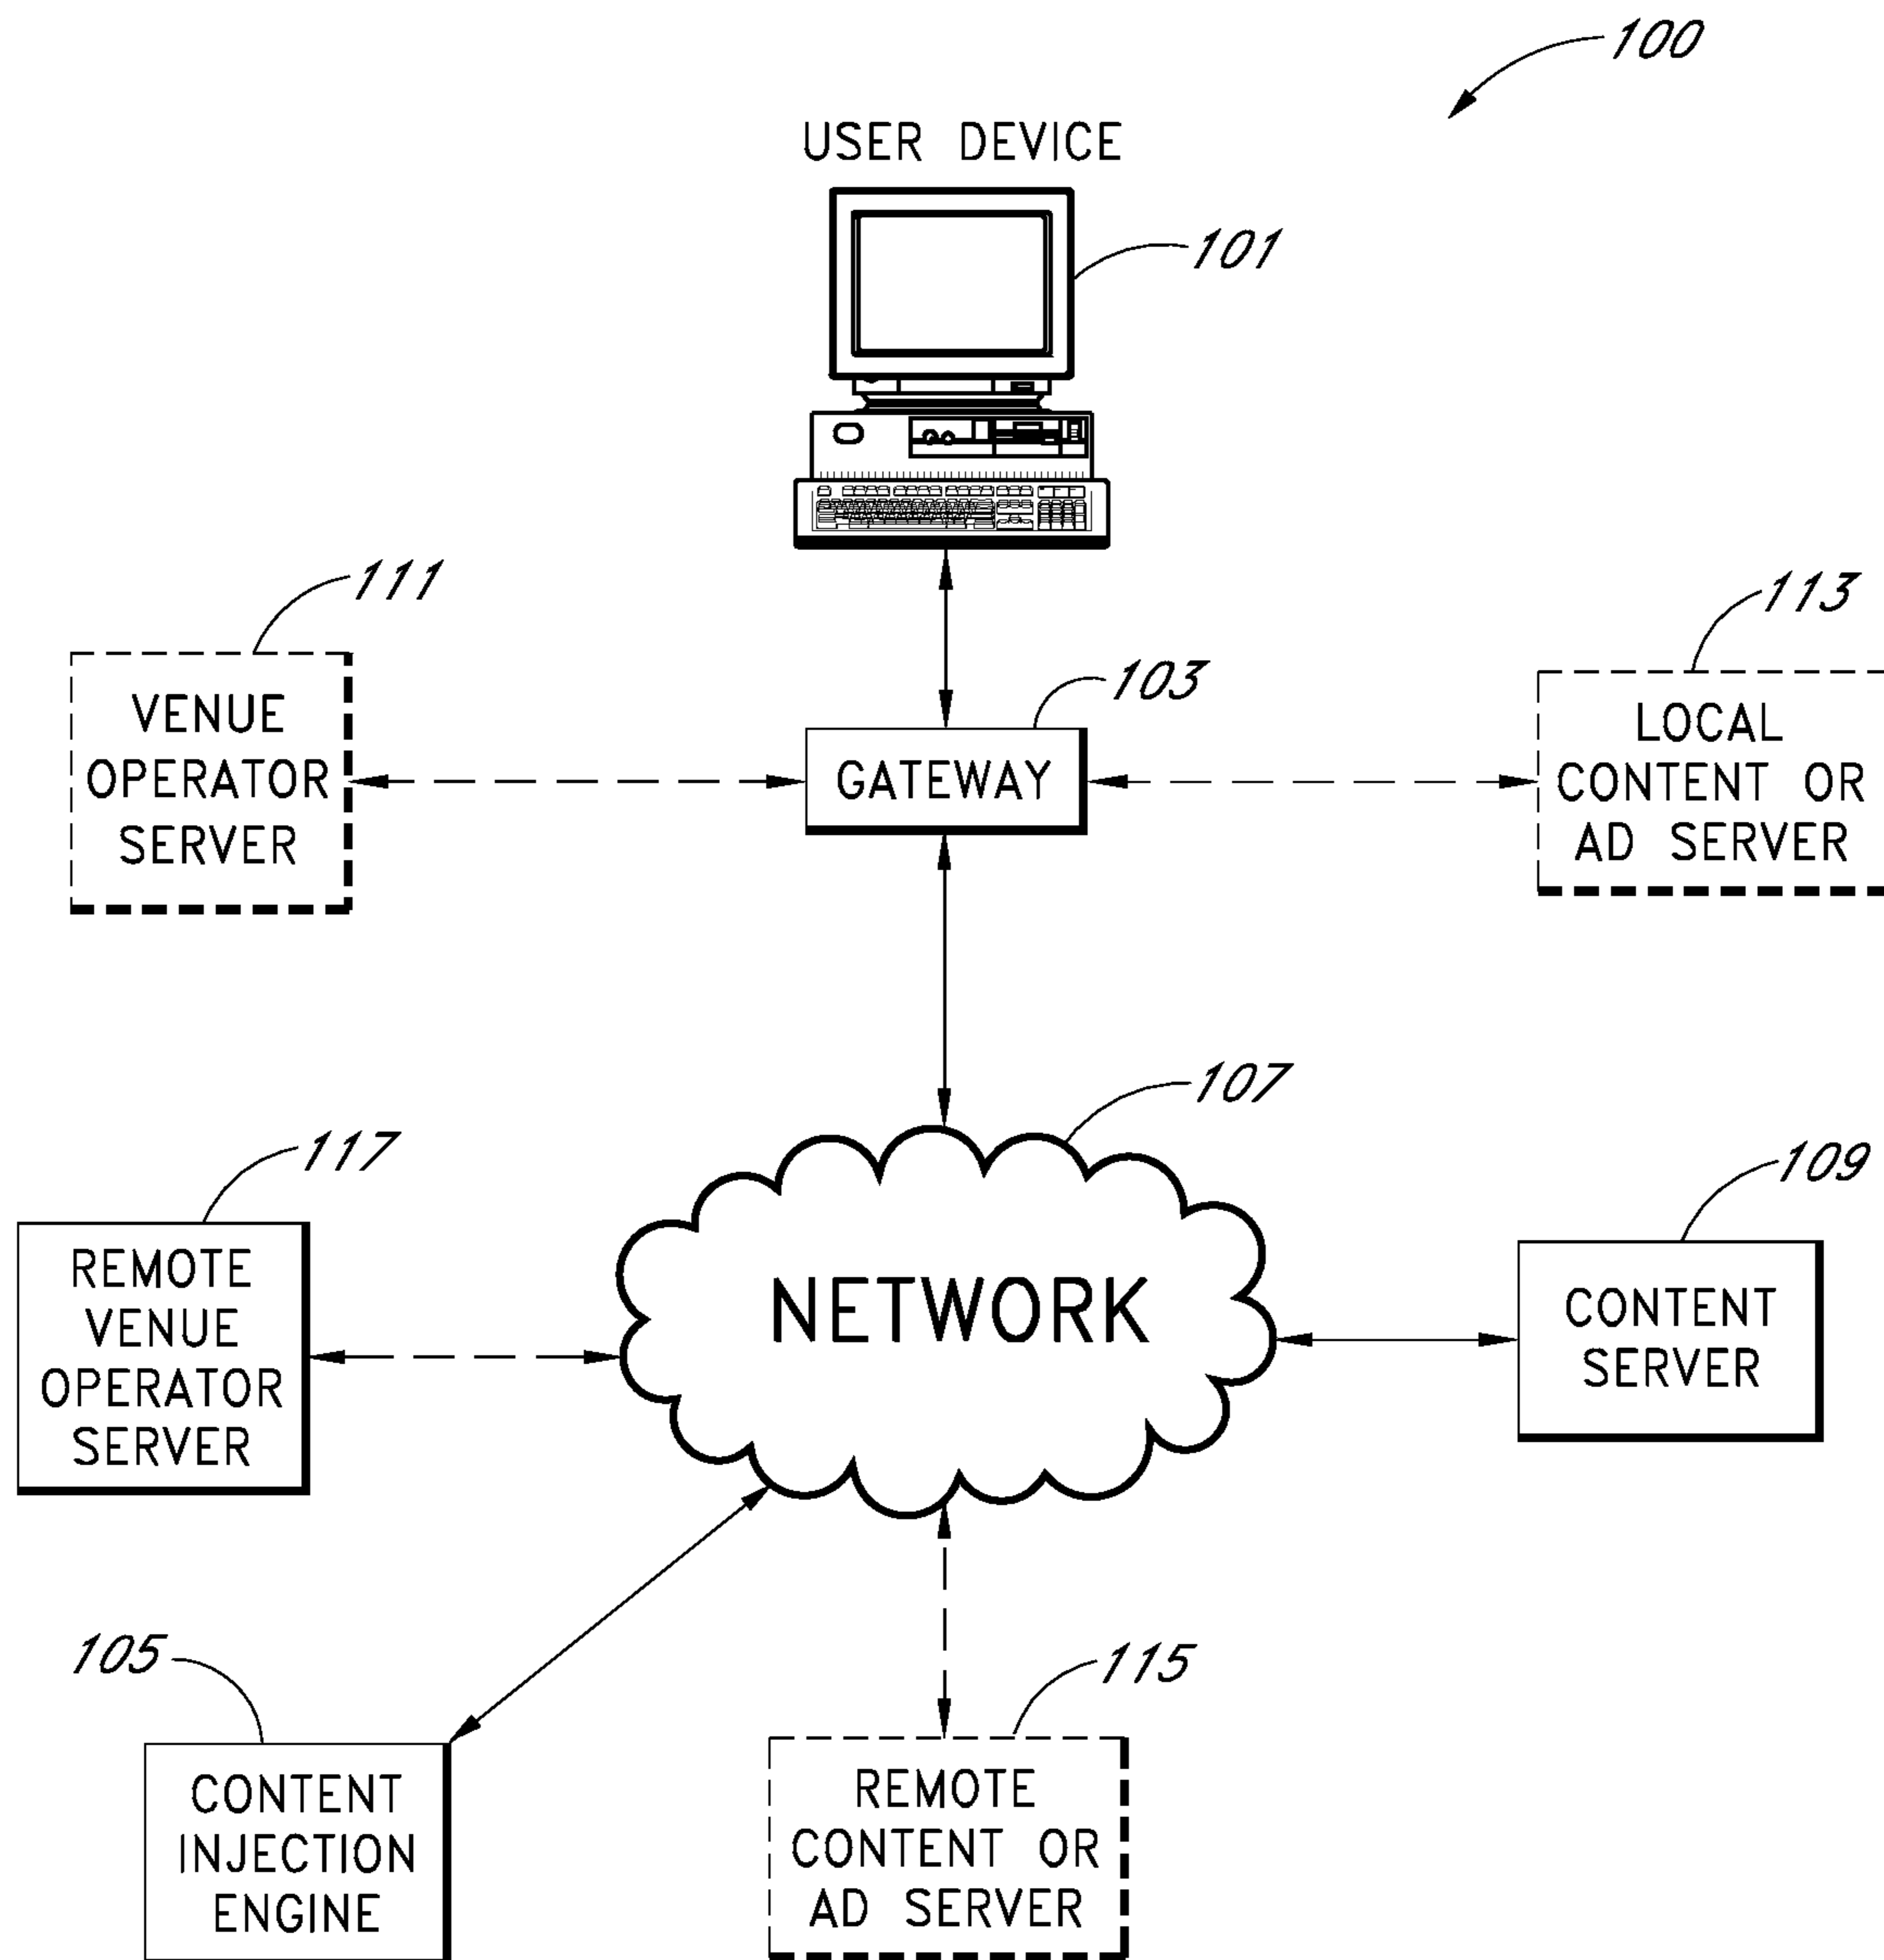 100
USER DEVICE
101
111
113
103
VENUE
OPERATOR
SERVER
GATEWAY
LOCAL
CONTENT OR
AD SERVER
107
117
109
REMOTE
VENUE
OPERATOR
SERVER
NETWORK
CONTENT
SERVER
105
115
CONTENT
INJECTION
ENGINE
REMOTE
CONTENT OR
AD SERVER